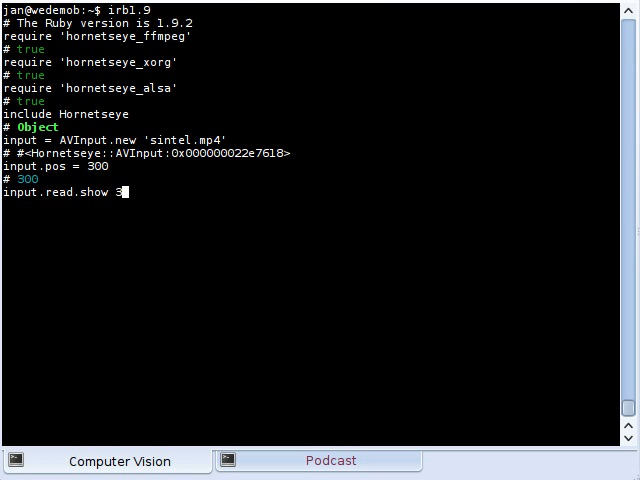 jan@wedemob:~$ irb1.9
# The Ruby version is 1.9.2
require 'hornetseye_ffmpeg'
# true
require 'hornetseye_xorg'
# true
require 'hornetseye_alsa'
# true
include Hornetseye
# Object
input = AVInput.new 'sintel.mp4'
# #<Hornetseye::AVInput:0x000000022e7618>
input.pos = 300
# 300
input.read.show 3
Computer Vision
Podcast